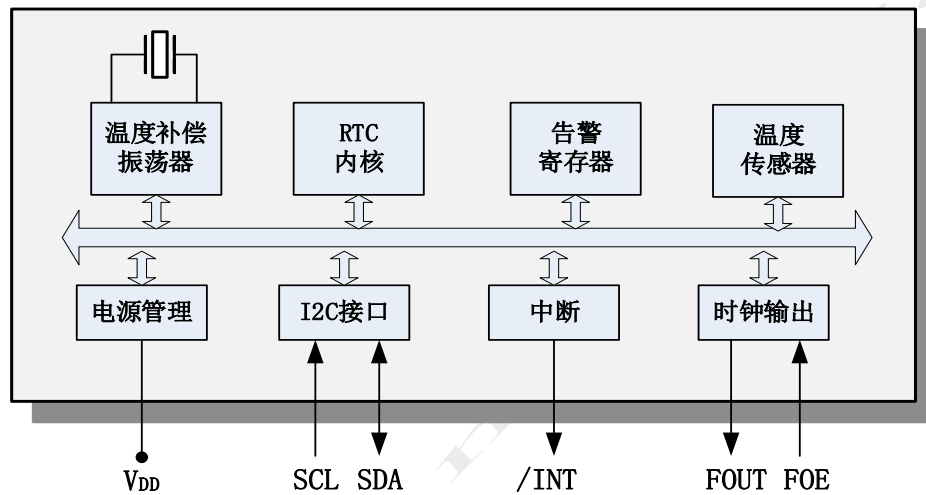 温度补偿 RTC 告警 温度
振荡器 内核 寄存器 传感器
电源管理 I2C接口 中断 时钟输出
VDD SCL SDA /INT FOUT FOE